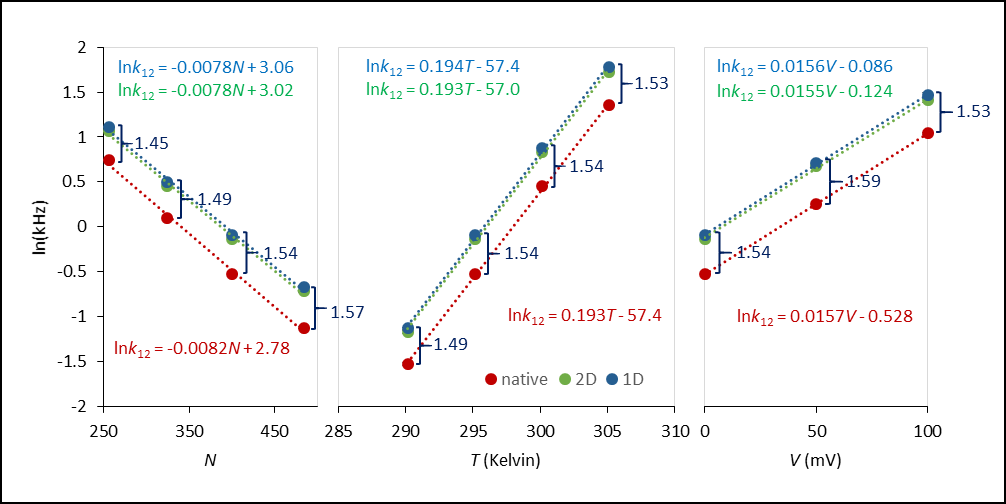 ln(kHz)
2
1.5
1
0.5
0
-0.5
-1
-1.5
-2
lnk₁₂ = -0.0078N + 3.06
lnk₁₂ = -0.0078N + 3.02
1.45
1.49
1.54
1.57
lnk₁₂ = -0.0082N + 2.78
250 350 450
N
lnk₁₂ = 0.194T - 57.4
lnk₁₂ = 0.193T - 57.0
1.53
1.54
1.54
1.49
lnk₁₂ = 0.193T - 57.4
native 2D 1D
285 290 295 300 305 310
T (Kelvin)
lnk₁₂ = 0.0156V - 0.086
lnk₁₂ = 0.0155V - 0.124
1.53
1.59
1.54
lnk₁₂ = 0.0157V - 0.528
0 50 100
V (mV)